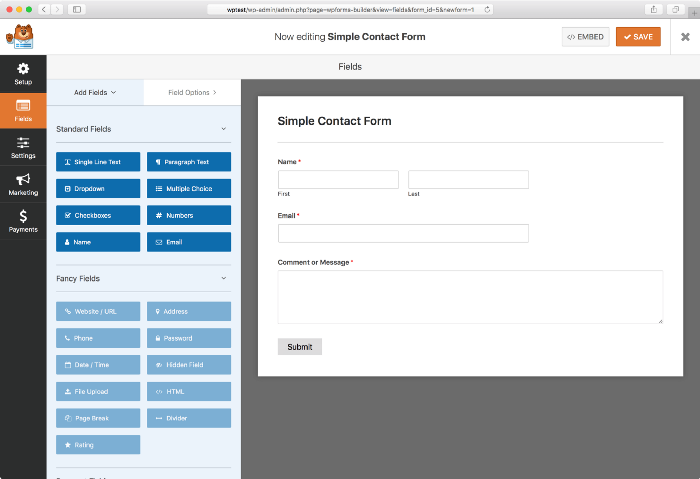 wptest/wp-admin/admin.php?page=wpforms-builder&view=fields&form_id=5&newform=1
Now editing Simple Contact Form
</> EMBED
SAVE
Fields
Setup
Fields
Settings
Marketing
Payments
Add Fields
Field Options
Standard Fields
Single Line Text
Paragraph Text
Dropdown
Multiple Choice
Checkboxes
# Numbers
Name
Email
Fancy Fields
Website / URL
Address
Phone
Password
Date / Time
Hidden Field
File Upload
</> HTML
Page Break
Divider
Rating
Simple Contact Form
Name *
First
Last
Email *
Comment or Message *
Submit